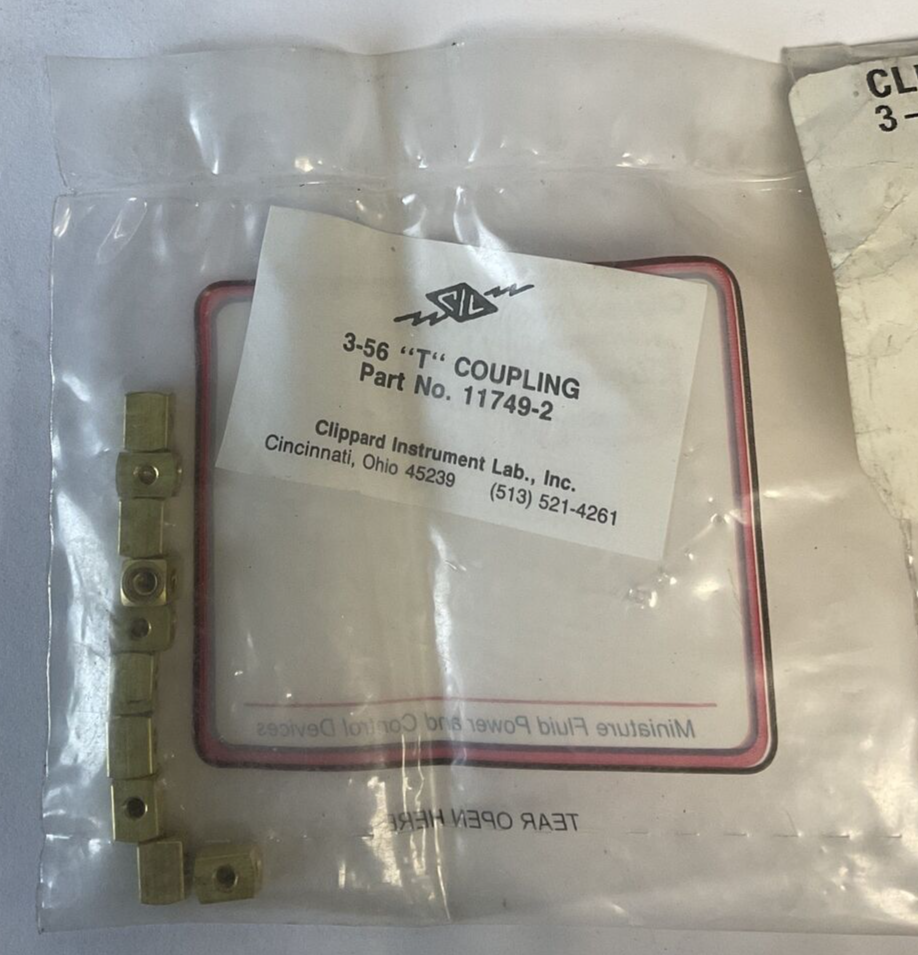 CL
3-
C/L
3-56 “T“ COUPLING
Part No. 11749-2
Clippard Instrument Lab., Inc.
Cincinnati, Ohio 45239 (513) 521-4261
Miniature Fluid Power and Control Devices
TEAR OPEN HERE